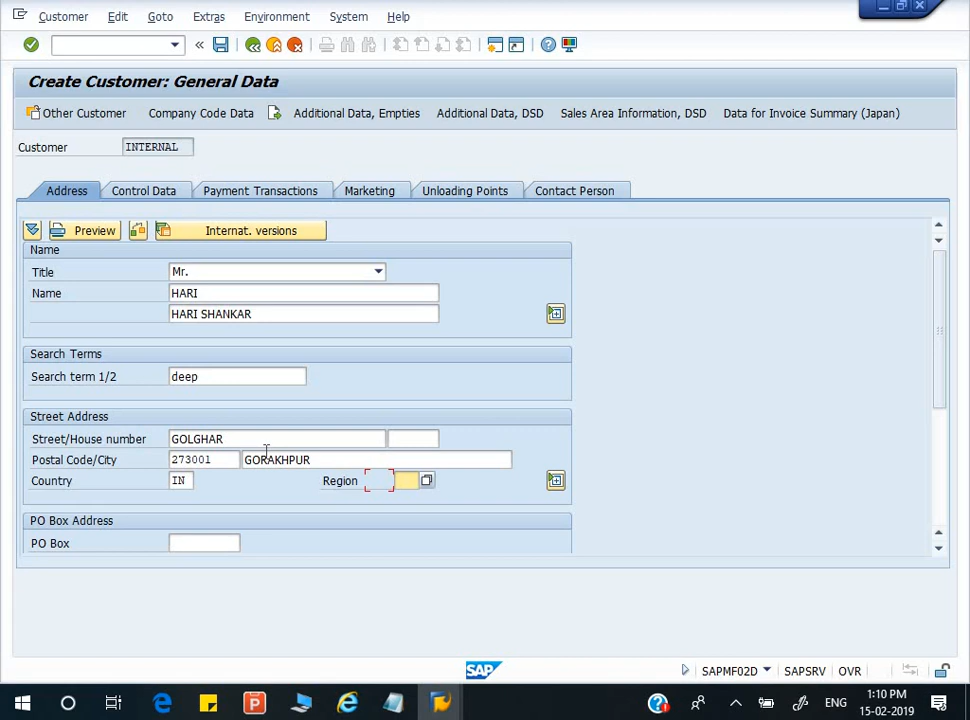 Customer Edit Goto Extras Environment System Help
Create Customer: General Data
Other Customer Company Code Data Additional Data, Empties Additional Data, DSD Sales Area Information, DSD Data for Invoice Summary (Japan)
Customer INTERNAL
Address Control Data Payment Transactions Marketing Unloading Points Contact Person
Preview Internat. versions
Name
Title Mr.
Name HARI
HARI SHANKAR
Search Terms
Search term 1/2 deep
Street Address
Street/House number GOLGHAR
Postal Code/City 273001 GORAKHPUR
Country IN Region
PO Box Address
PO Box
SAP SAPMF02D SAPSRV OVR
ENG 1:10 PM
15-02-2019